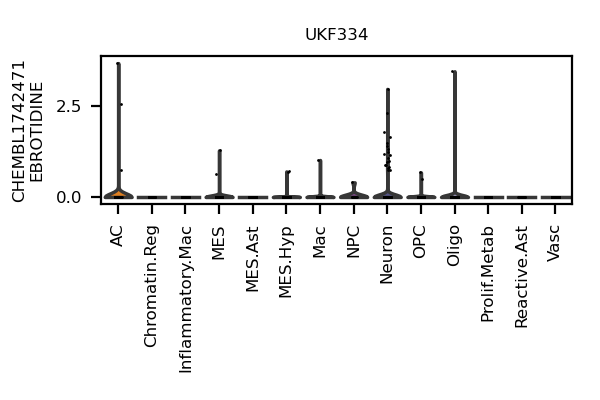 UKF334
CHEMBL1742471
EBROTIDINE
2.5
0.0
AC
Chromatin.Reg
Inflammatory.Mac
MES
MES.Ast
MES.Hyp
Mac
NPC
Neuron
OPC
Oligo
Prolif.Metab
Reactive.Ast
Vasc